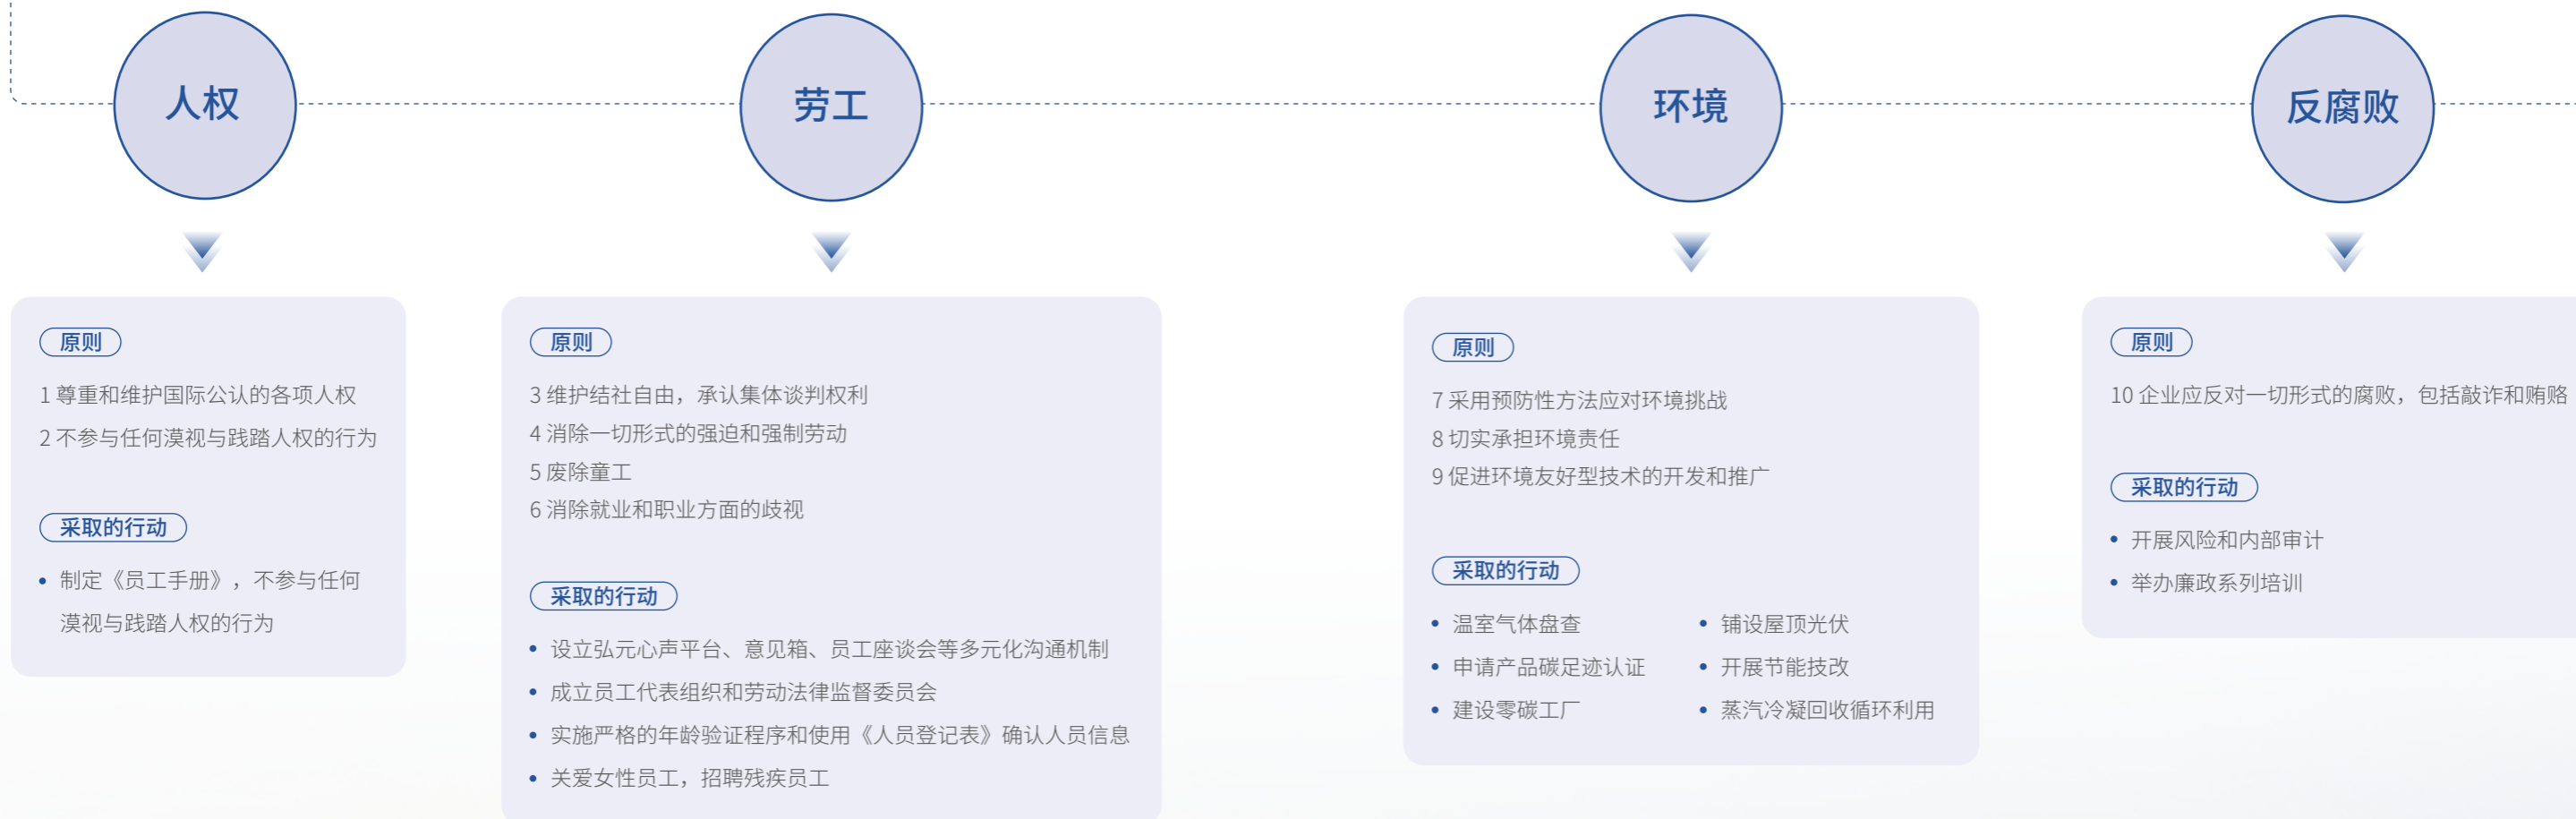 人权
劳工
环境
反腐败
原则
1 尊重和维护国际公认的各项人权
2 不参与任何漠视与践踏人权的行为
采取的行动
• 制定《员工手册》，不参与任何
漠视与践踏人权的行为
原则
3 维护结社自由，承认集体谈判权利
4 消除一切形式的强迫和强制劳动
5 废除童工
6 消除就业和职业方面的歧视
采取的行动
• 设立弘元心声平台、意见箱、员工座谈会等多元化沟通机制
• 成立员工代表组织和劳动法律监督委员会
• 实施严格的年龄验证程序和使用《人员登记表》确认人员信息
• 关爱女性员工，招聘残疾员工
原则
7 采用预防性方法应对环境挑战
8 切实承担环境责任
9 促进环境友好型技术的开发和推广
采取的行动
• 温室气体盘查
• 申请产品碳足迹认证
• 建设零碳工厂
• 铺设屋顶光伏
• 开展节能技改
• 蒸汽冷凝回收循环利用
原则
10 企业应反对一切形式的腐败，包括敲诈和贿赂
采取的行动
• 开展风险和内部审计
• 举办廉政系列培训